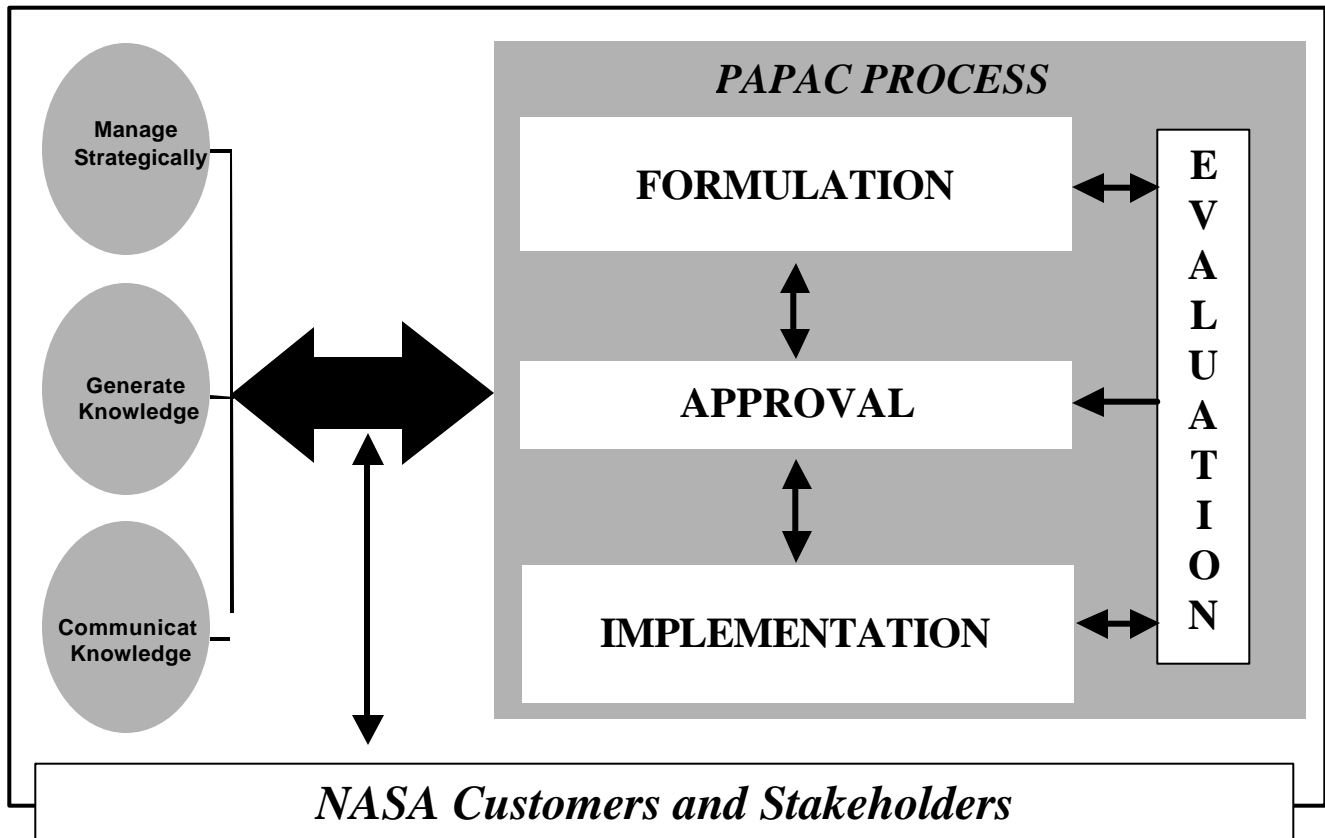 PAPAC PROCESS
Manage
Strategically
Generate
Knowledge
Communicat
Knowledge
FORMULATION
APPROVAL
IMPLEMENTATION
E
V
A
L
U
A
T
I
O
N
NASA Customers and Stakeholders